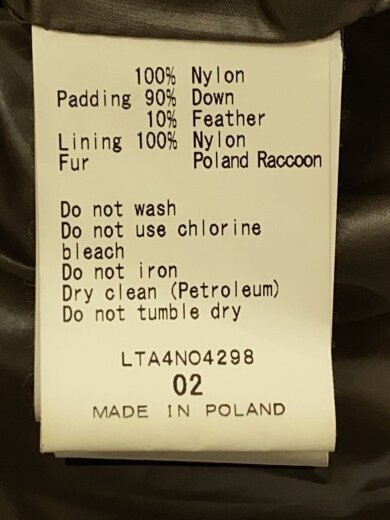 100% Nylon
Padding 90% Down
10% Feather
Lining 100% Nylon
Fur Poland Raccoon
Do not wash
Do not use chlorine
bleach
Do not iron
Dry clean (Petroleum)
Do not tumble dry
LTA4NO4298
02
MADE IN POLAND